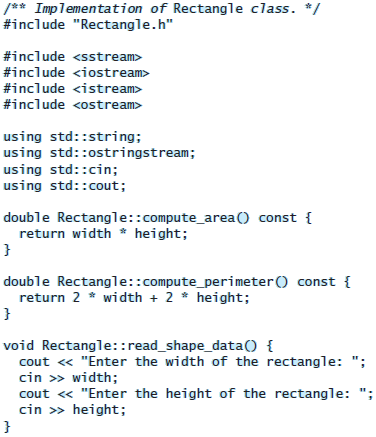 /** Implementation of Rectangle class. */
#include "Rectangle.h"
#include <sstream>
#include <iostream>
#include <istream>
#include <ostream>
using std::string;
using std::ostringstream;
using std::cin;
using std::cout;
double Rectangle::compute_area() const {
  return width * height;
}
double Rectangle::compute_perimeter() const {
  return 2 * width + 2 * height;
}
void Rectangle::read_shape_data() {
  cout << "Enter the width of the rectangle: ";
  cin >> width;
  cout << "Enter the height of the rectangle: ";
  cin >> height;
}